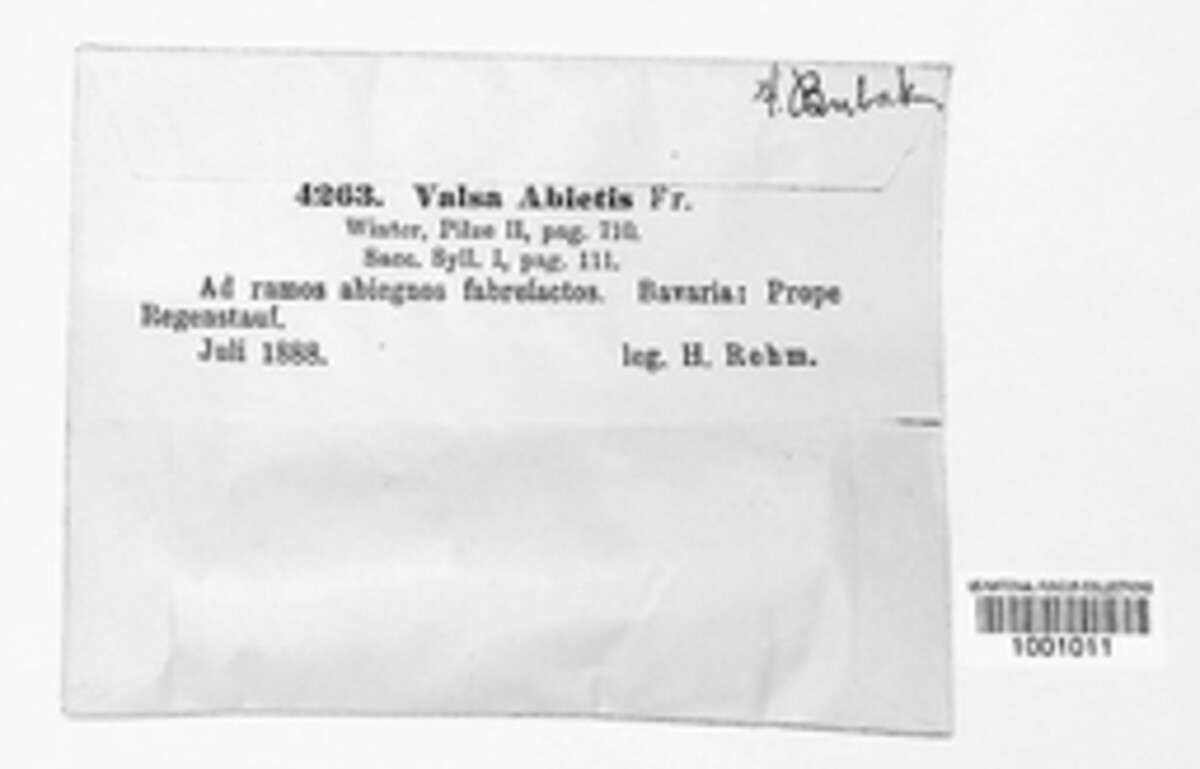 4263. Valsa Abietis Fr.
Winter, Pilze II, pag. 710.
Sacc. Syll. I, pag. 111.
Ad ramos abiegnos fabrefactos. Bavaria: Prope
Regenstauf.
Juli 1888. leg. H. Rehm.
1001011